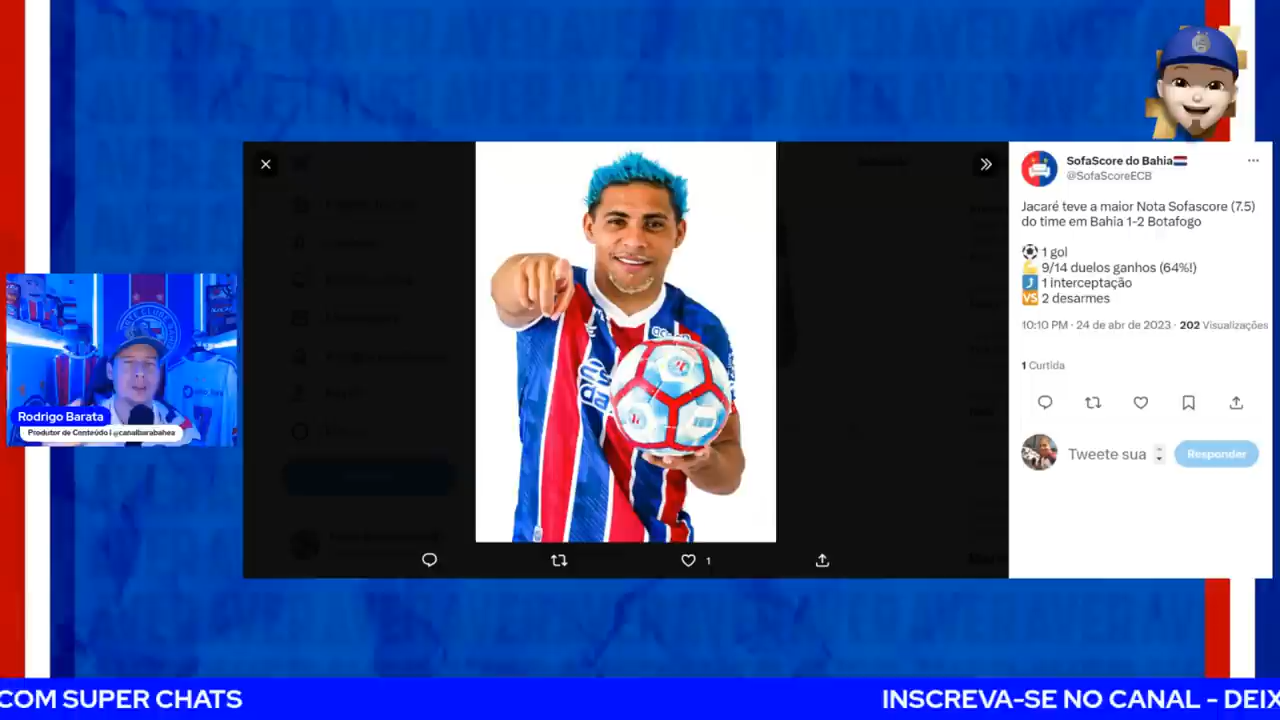 SofaScore do Bahia
@SofaScoreECB
Jacaré teve a maior Nota Sofascore (7.5)
do time em Bahia 1-2 Botafogo
1 gol
9/14 duelos ganhos (64%!)
1 interceptação
VS 2 desarmes
10:10 PM · 24 de abr de 2023 · 202 Visualizações
1 Curtida
Tweete sua
Responder
1
Rodrigo Barata
Produtor de Conteúdo | @canalbarabahea
COM SUPER CHATS
INSCREVA-SE NO CANAL - DEIX